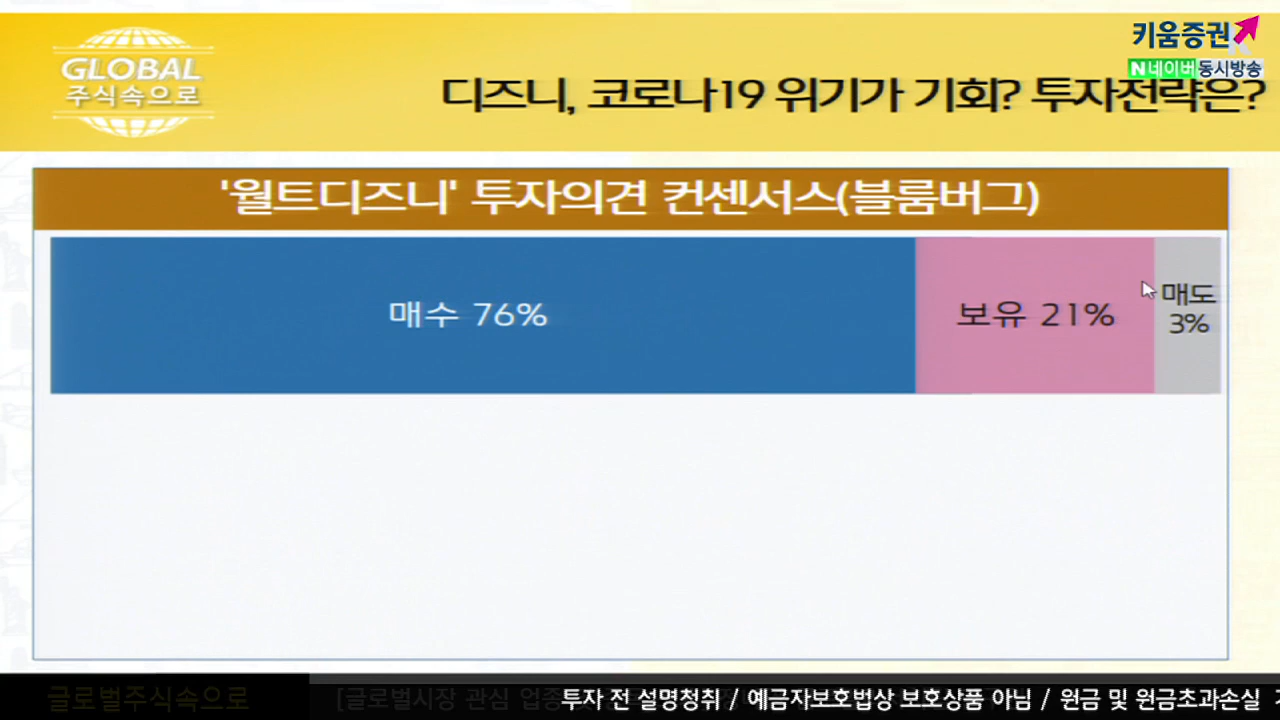 키움증권
N 네이버 동시방송
GLOBAL
주식속으로
디즈니, 코로나19 위기가 기회? 투자전략은?
'월트디즈니' 투자의견 컨센서스(블룸버그)
매수 76%
보유 21%
매도
3%
글로벌주식속으로
[글로벌시장 관심 업종
투자 전 설명청취 / 예금자보호법상 보호상품 아님 / 원금 및 원금초과손실